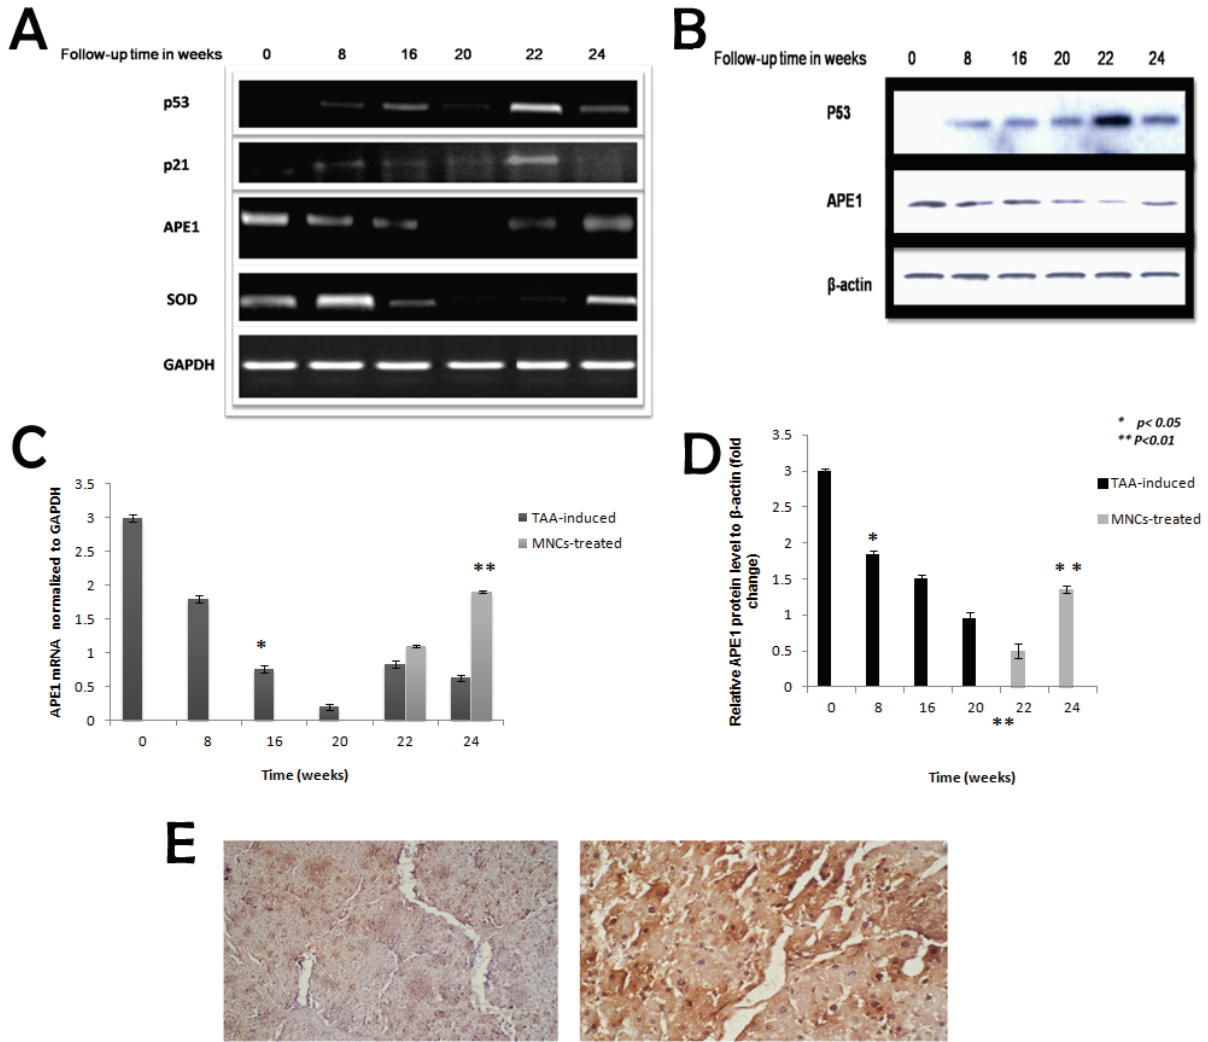 A
Follow-up time in weeks 0 8 16 20 22 24
p53
p21
APE1
SOD
GAPDH
B
Follow-up time in weeks 0 8 16 20 22 24
P53
APE1
β-actin
C
APE1 mRNA normalized to GAPDH
3.5
3
2.5
2
1.5
1
0.5
0
*
**
0 8 16 20 22 24
Time (weeks)
TAA-induced
MNCs-treated
D
Relative APE1 protein level to β-actin (fold
change)
3.5
3
2.5
2
1.5
1
0.5
0
*
* *
0 8 16 20 22 24
**
Time (weeks)
* p< 0.05
** P<0.01
TAA-induced
MNCs-treated
E